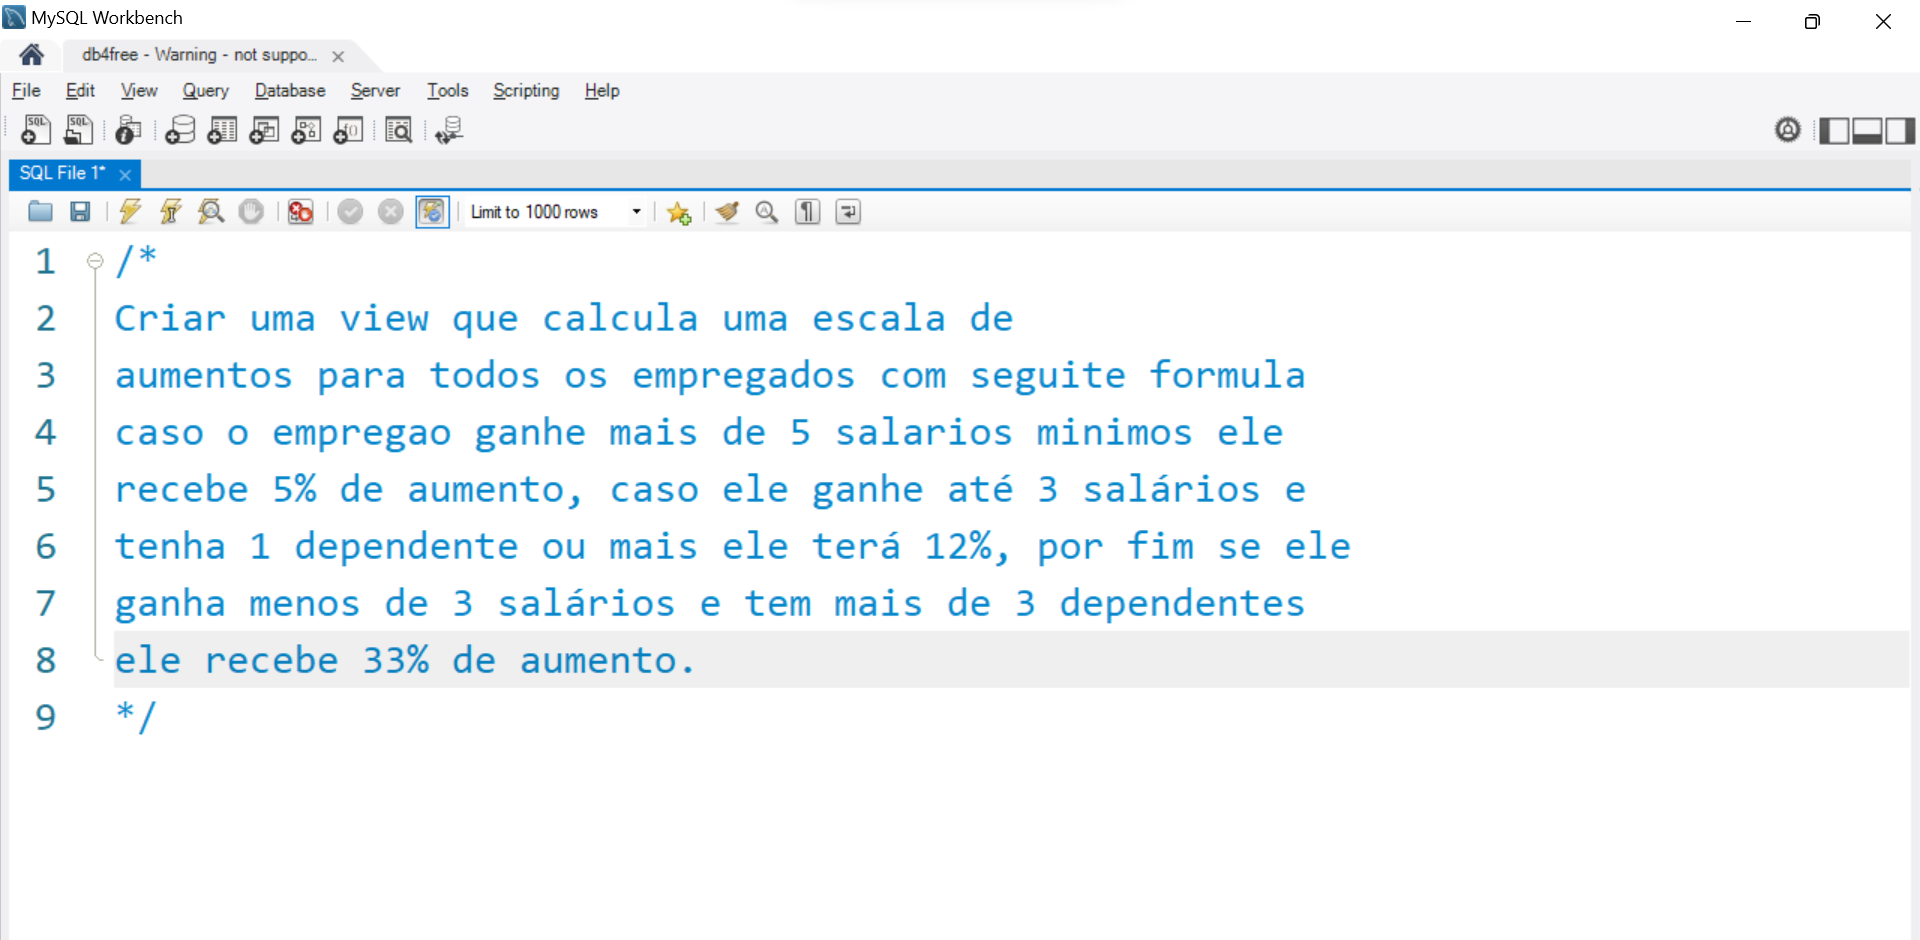 MySQL Workbench
db4free - Warning - not suppo...
File Edit View Query Database Server Tools Scripting Help
SQL SQL
SQL File 1*
Limit to 1000 rows
1 /*
2 Criar uma view que calcula uma escala de
3 aumentos para todos os empregados com seguite formula
4 caso o empregao ganhe mais de 5 salarios minimos ele
5 recebe 5% de aumento, caso ele ganhe até 3 salários e
6 tenha 1 dependente ou mais ele terá 12%, por fim se ele
7 ganha menos de 3 salários e tem mais de 3 dependentes
8 ele recebe 33% de aumento.
9 */